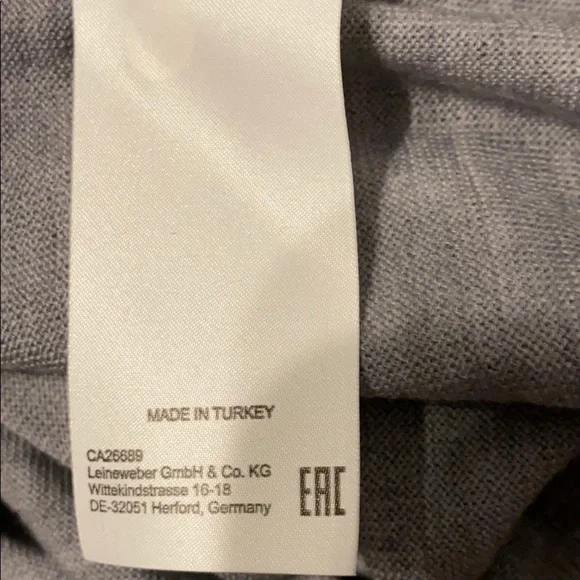 MADE IN TURKEY
CA26689
Leineweber GmbH & Co. KG
Wittekindstrasse 16-18
DE-32051 Herford, Germany
EAC